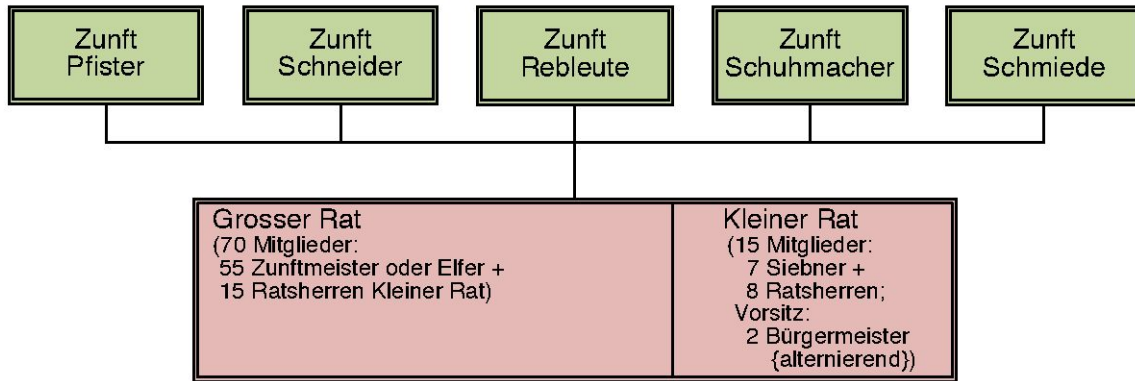 Zunft
Pfister
Zunft
Schneider
Zunft
Rebleute
Zunft
Schuhmacher
Zunft
Schmiede
Grosser Rat
(70 Mitglieder:
55 Zunftmeister oder Elfer +
15 Ratsherren Kleiner Rat)
Kleiner Rat
(15 Mitglieder:
7 Siebner +
8 Ratsherren;
Vorsitz:
2 Bürgermeister
{alternierend})